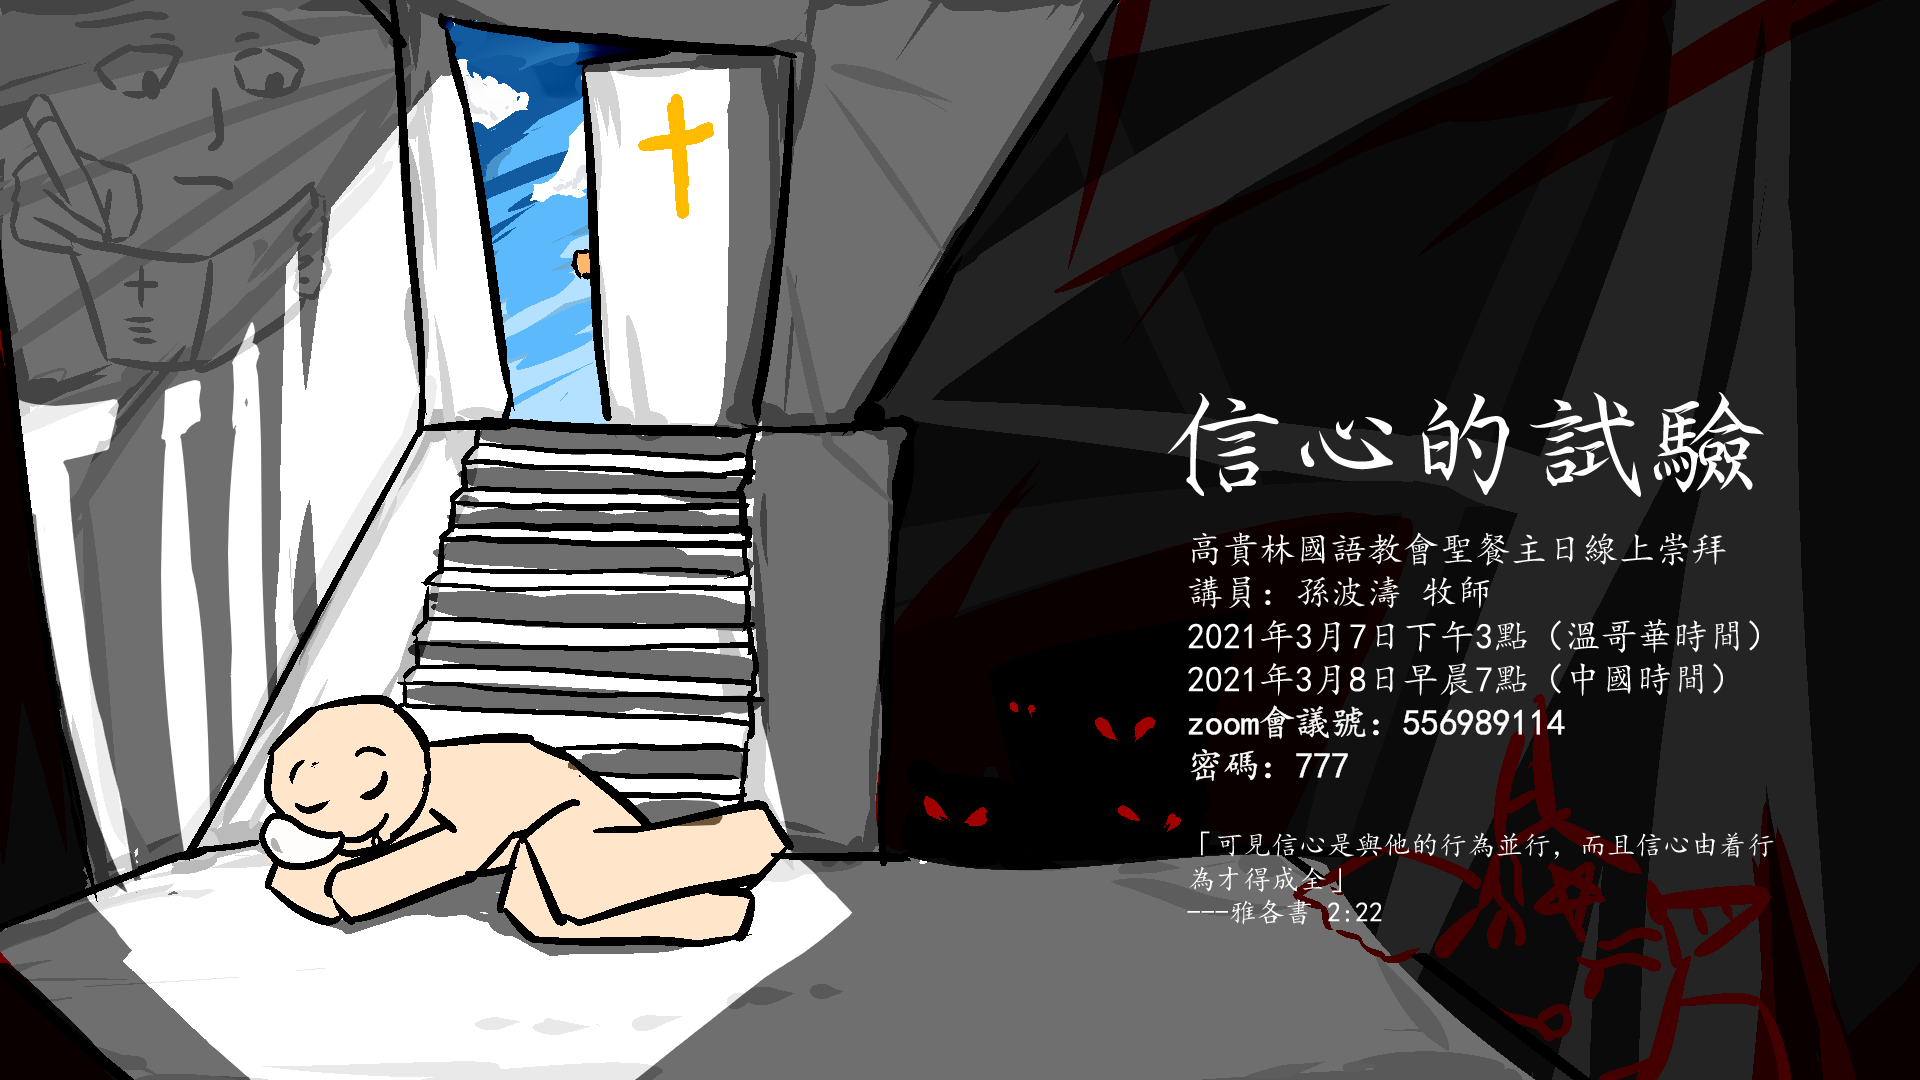 信心的試驗
高貴林國語教會聖餐主日線上崇拜
講員：孫波濤 牧師
2021年3月7日下午3點（溫哥華時間）
2021年3月8日早晨7點（中國時間）
zoom會議號：556989114
密碼：777
「可見信心是與他的行為並行，而且信心由着行
為才得成全」
---雅各書 2:22